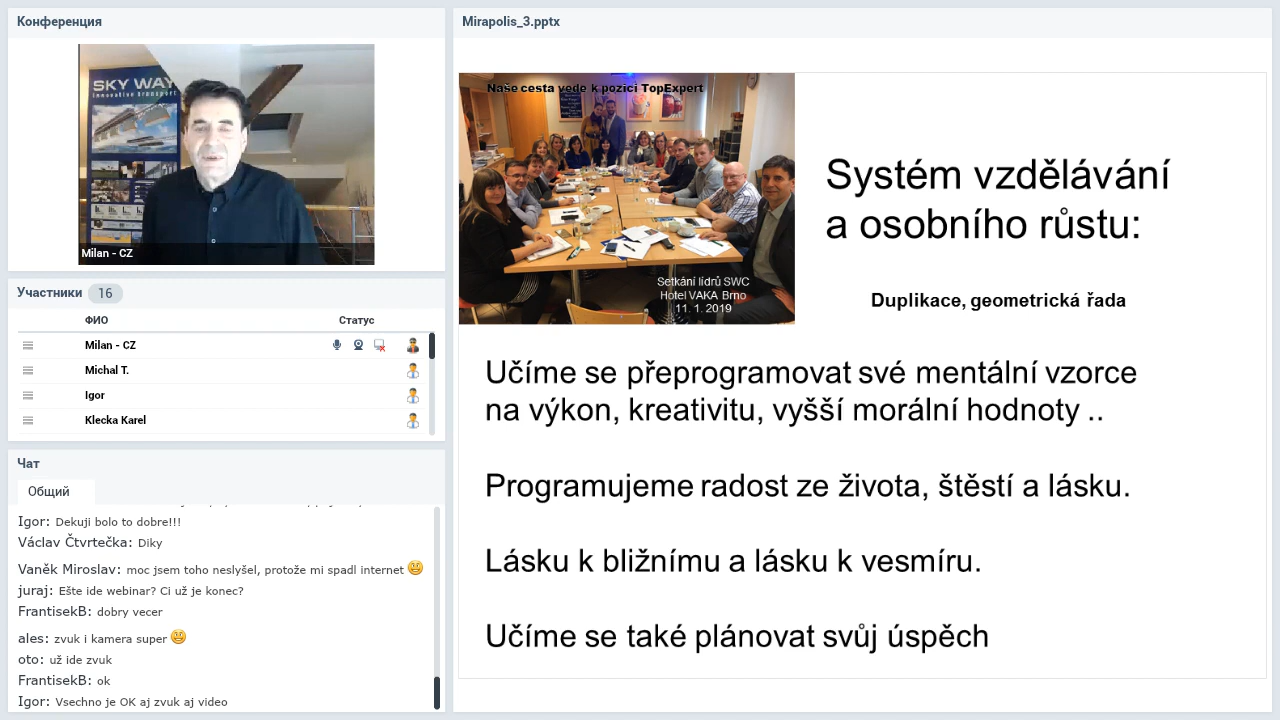 Конференция
SKY WAY
innovative transport
Milan - CZ
Участники 16
ФИО Статус
Milan - CZ
Michal T.
Igor
Klecka Karel
Чат
Общий
Igor: Dekuji bolo to dobre!!!
Václav Čtvrtečka: Diky
Vaněk Miroslav: moc jsem toho neslyšel, protože mi spadl internet
juraj: Ešte ide webinar? Ci už je konec?
FrantisekB: dobry vecer
ales: zvuk i kamera super
oto: už ide zvuk
FrantisekB: ok
Igor: Vsechno je OK aj zvuk aj video
Mirapolis_3.pptx
Naše cesta vede k pozici TopExpert
Setkání lídrů SWC
Hotel VAKA Brno
11. 1. 2019
Systém vzdělávání
a osobního růstu:
Duplikace, geometrická řada
Učíme se přeprogramovat své mentální vzorce
na výkon, kreativitu, vyšší morální hodnoty ..
Programujeme radost ze života, štěstí a lásku.
Lásku k bližnímu a lásku k vesmíru.
Učíme se také plánovat svůj úspěch